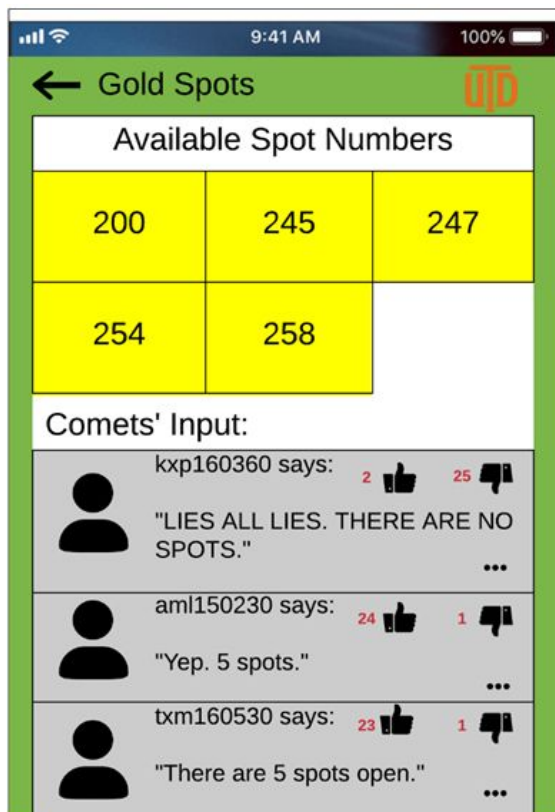 9:41 AM 100%
Gold Spots UTD
Available Spot Numbers
200 245 247
254 258
Comets' Input:
kxp160360 says: 2 25
"LIES ALL LIES. THERE ARE NO
SPOTS."
aml150230 says: 24 1
"Yep. 5 spots."
txm160530 says: 23 1
"There are 5 spots open."